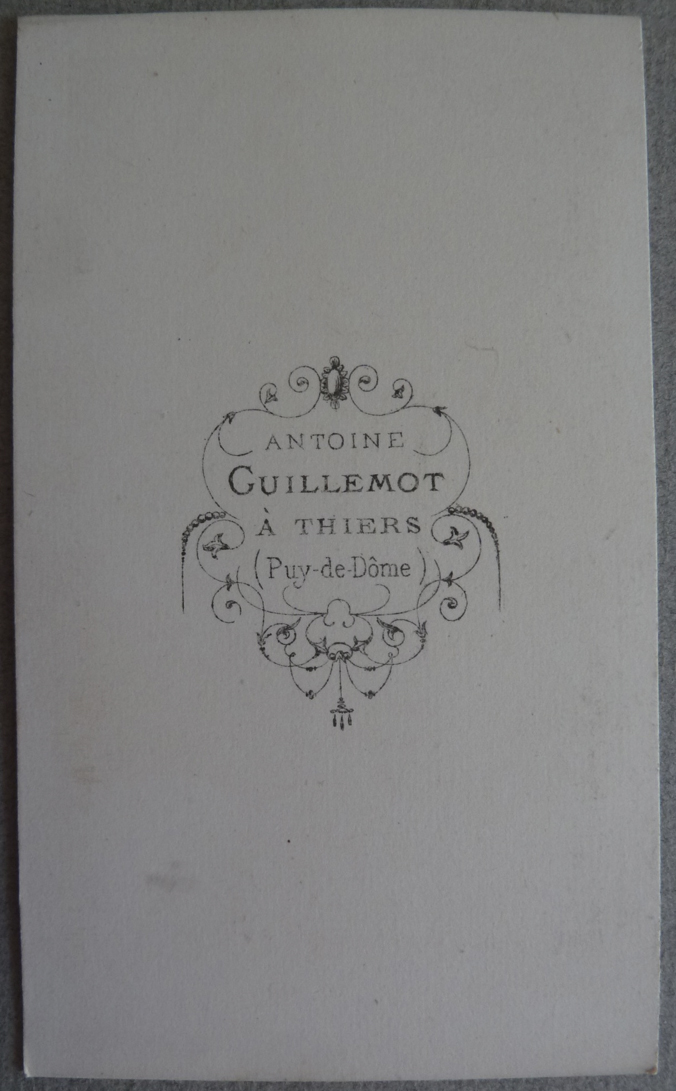 ANTOINE
GUILLEMOT
À THIERS
(Puy-de-Dôme)